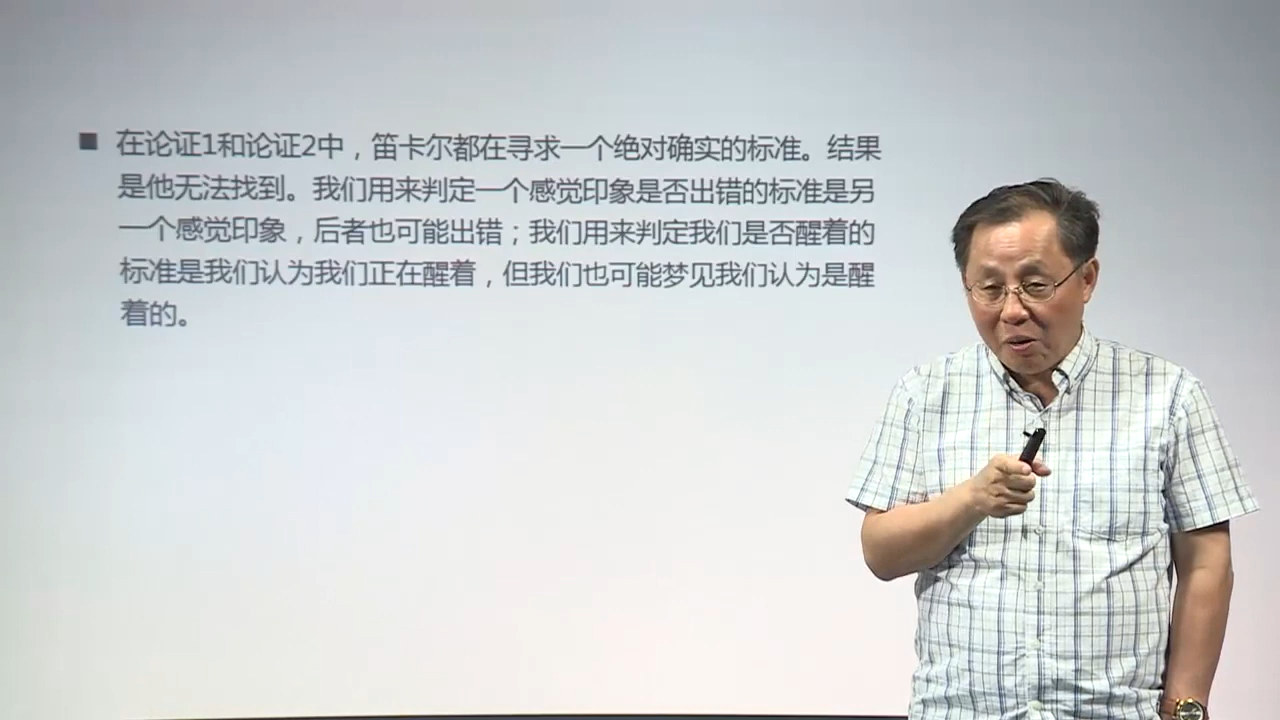 ■ 在论证1和论证2中，笛卡尔都在寻求一个绝对确实的标准。结果
是他无法找到。我们用来判定一个感觉印象是否出错的标准是另
一个感觉印象，后者也可能出错；我们用来判定我们是否醒着的
标准是我们认为我们正在醒着，但我们也可能梦见我们认为是醒
着的。